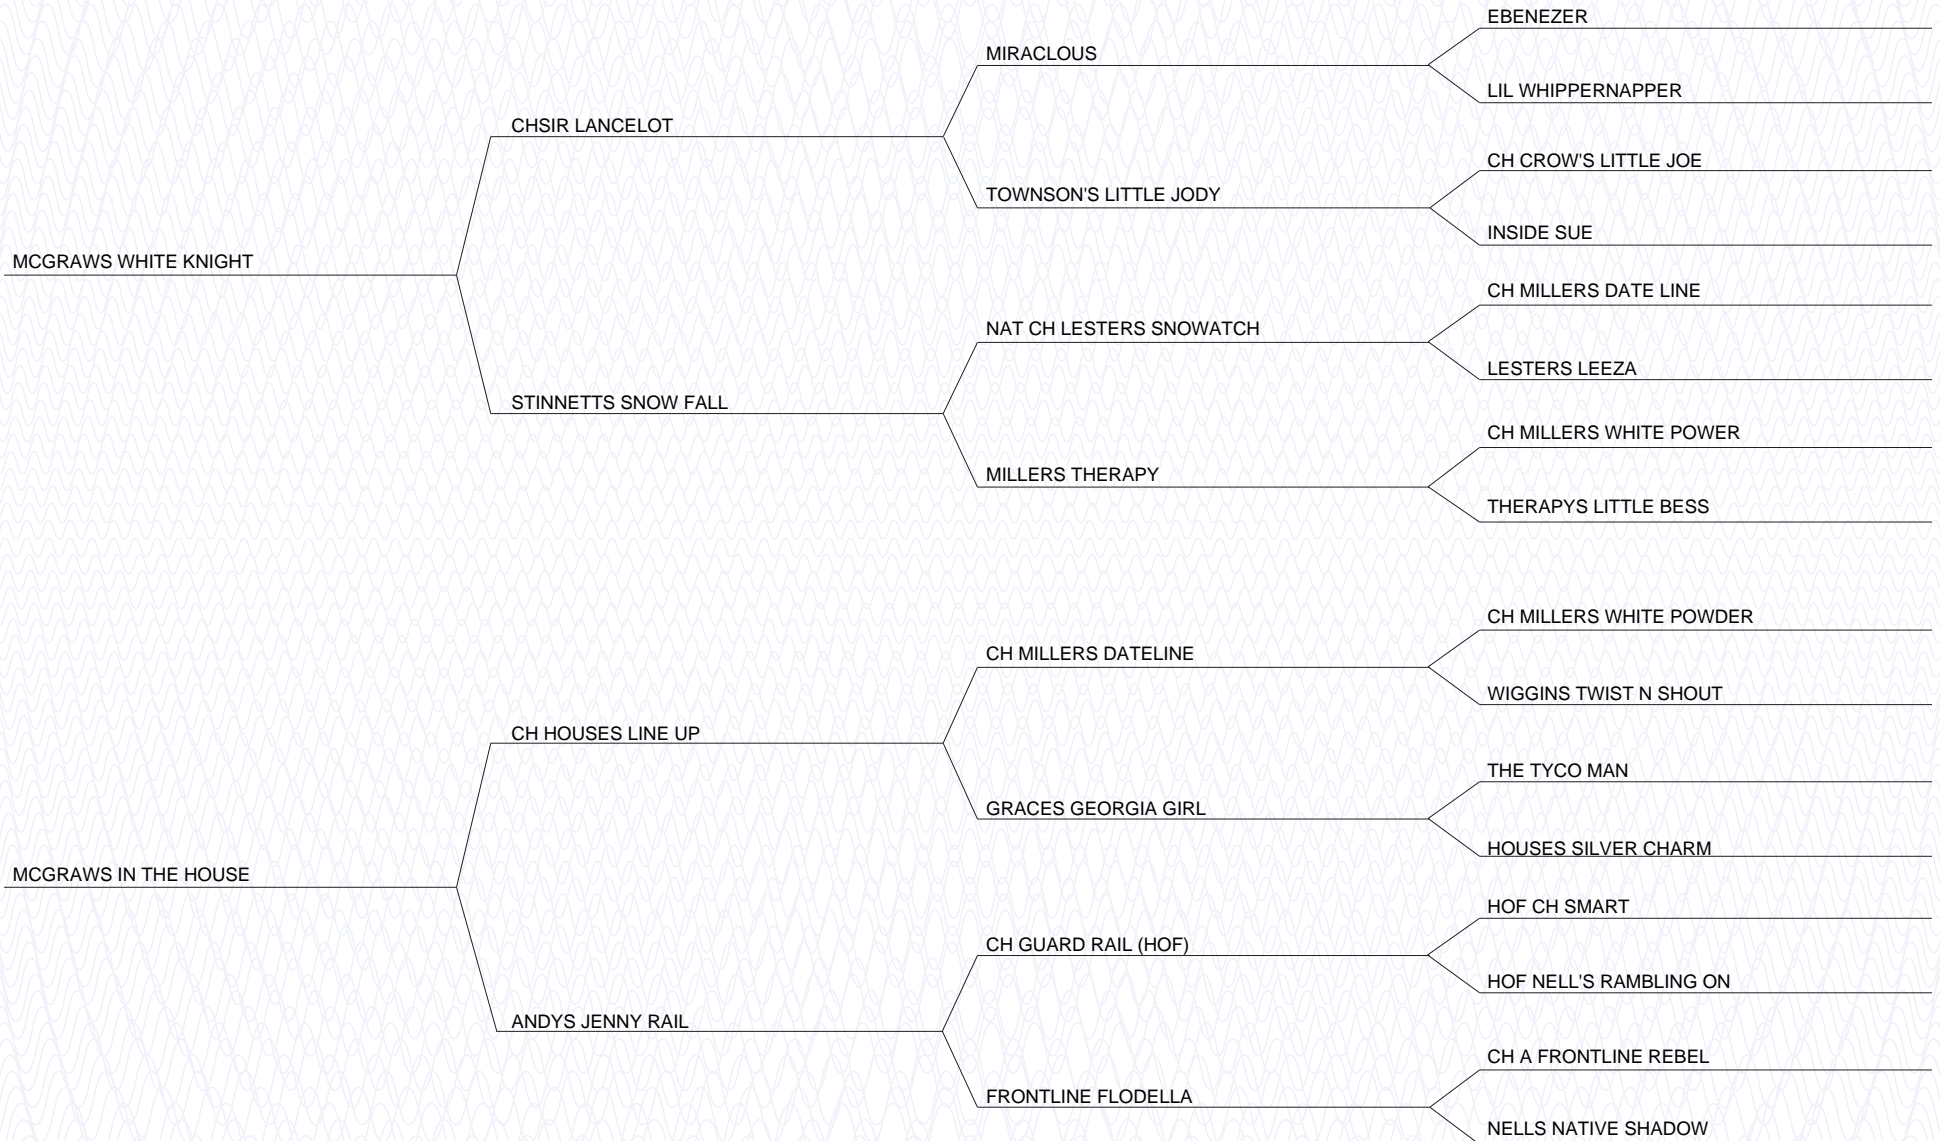 EBENEZER
MIRACLOUS
LIL WHIPPERNAPPER
CHSIR LANCELOT
CH CROW'S LITTLE JOE
TOWNSON'S LITTLE JODY
INSIDE SUE
MCGRAWS WHITE KNIGHT
CH MILLERS DATE LINE
NAT CH LESTERS SNOWATCH
LESTERS LEEZA
STINNETTS SNOW FALL
CH MILLERS WHITE POWER
MILLERS THERAPY
THERAPYS LITTLE BESS
CH MILLERS WHITE POWDER
CH MILLERS DATELINE
WIGGINS TWIST N SHOUT
CH HOUSES LINE UP
THE TYCO MAN
GRACES GEORGIA GIRL
HOUSES SILVER CHARM
MCGRAWS IN THE HOUSE
HOF CH SMART
CH GUARD RAIL (HOF)
HOF NELL'S RAMBLING ON
ANDYS JENNY RAIL
CH A FRONTLINE REBEL
FRONTLINE FLODELLA
NELLS NATIVE SHADOW